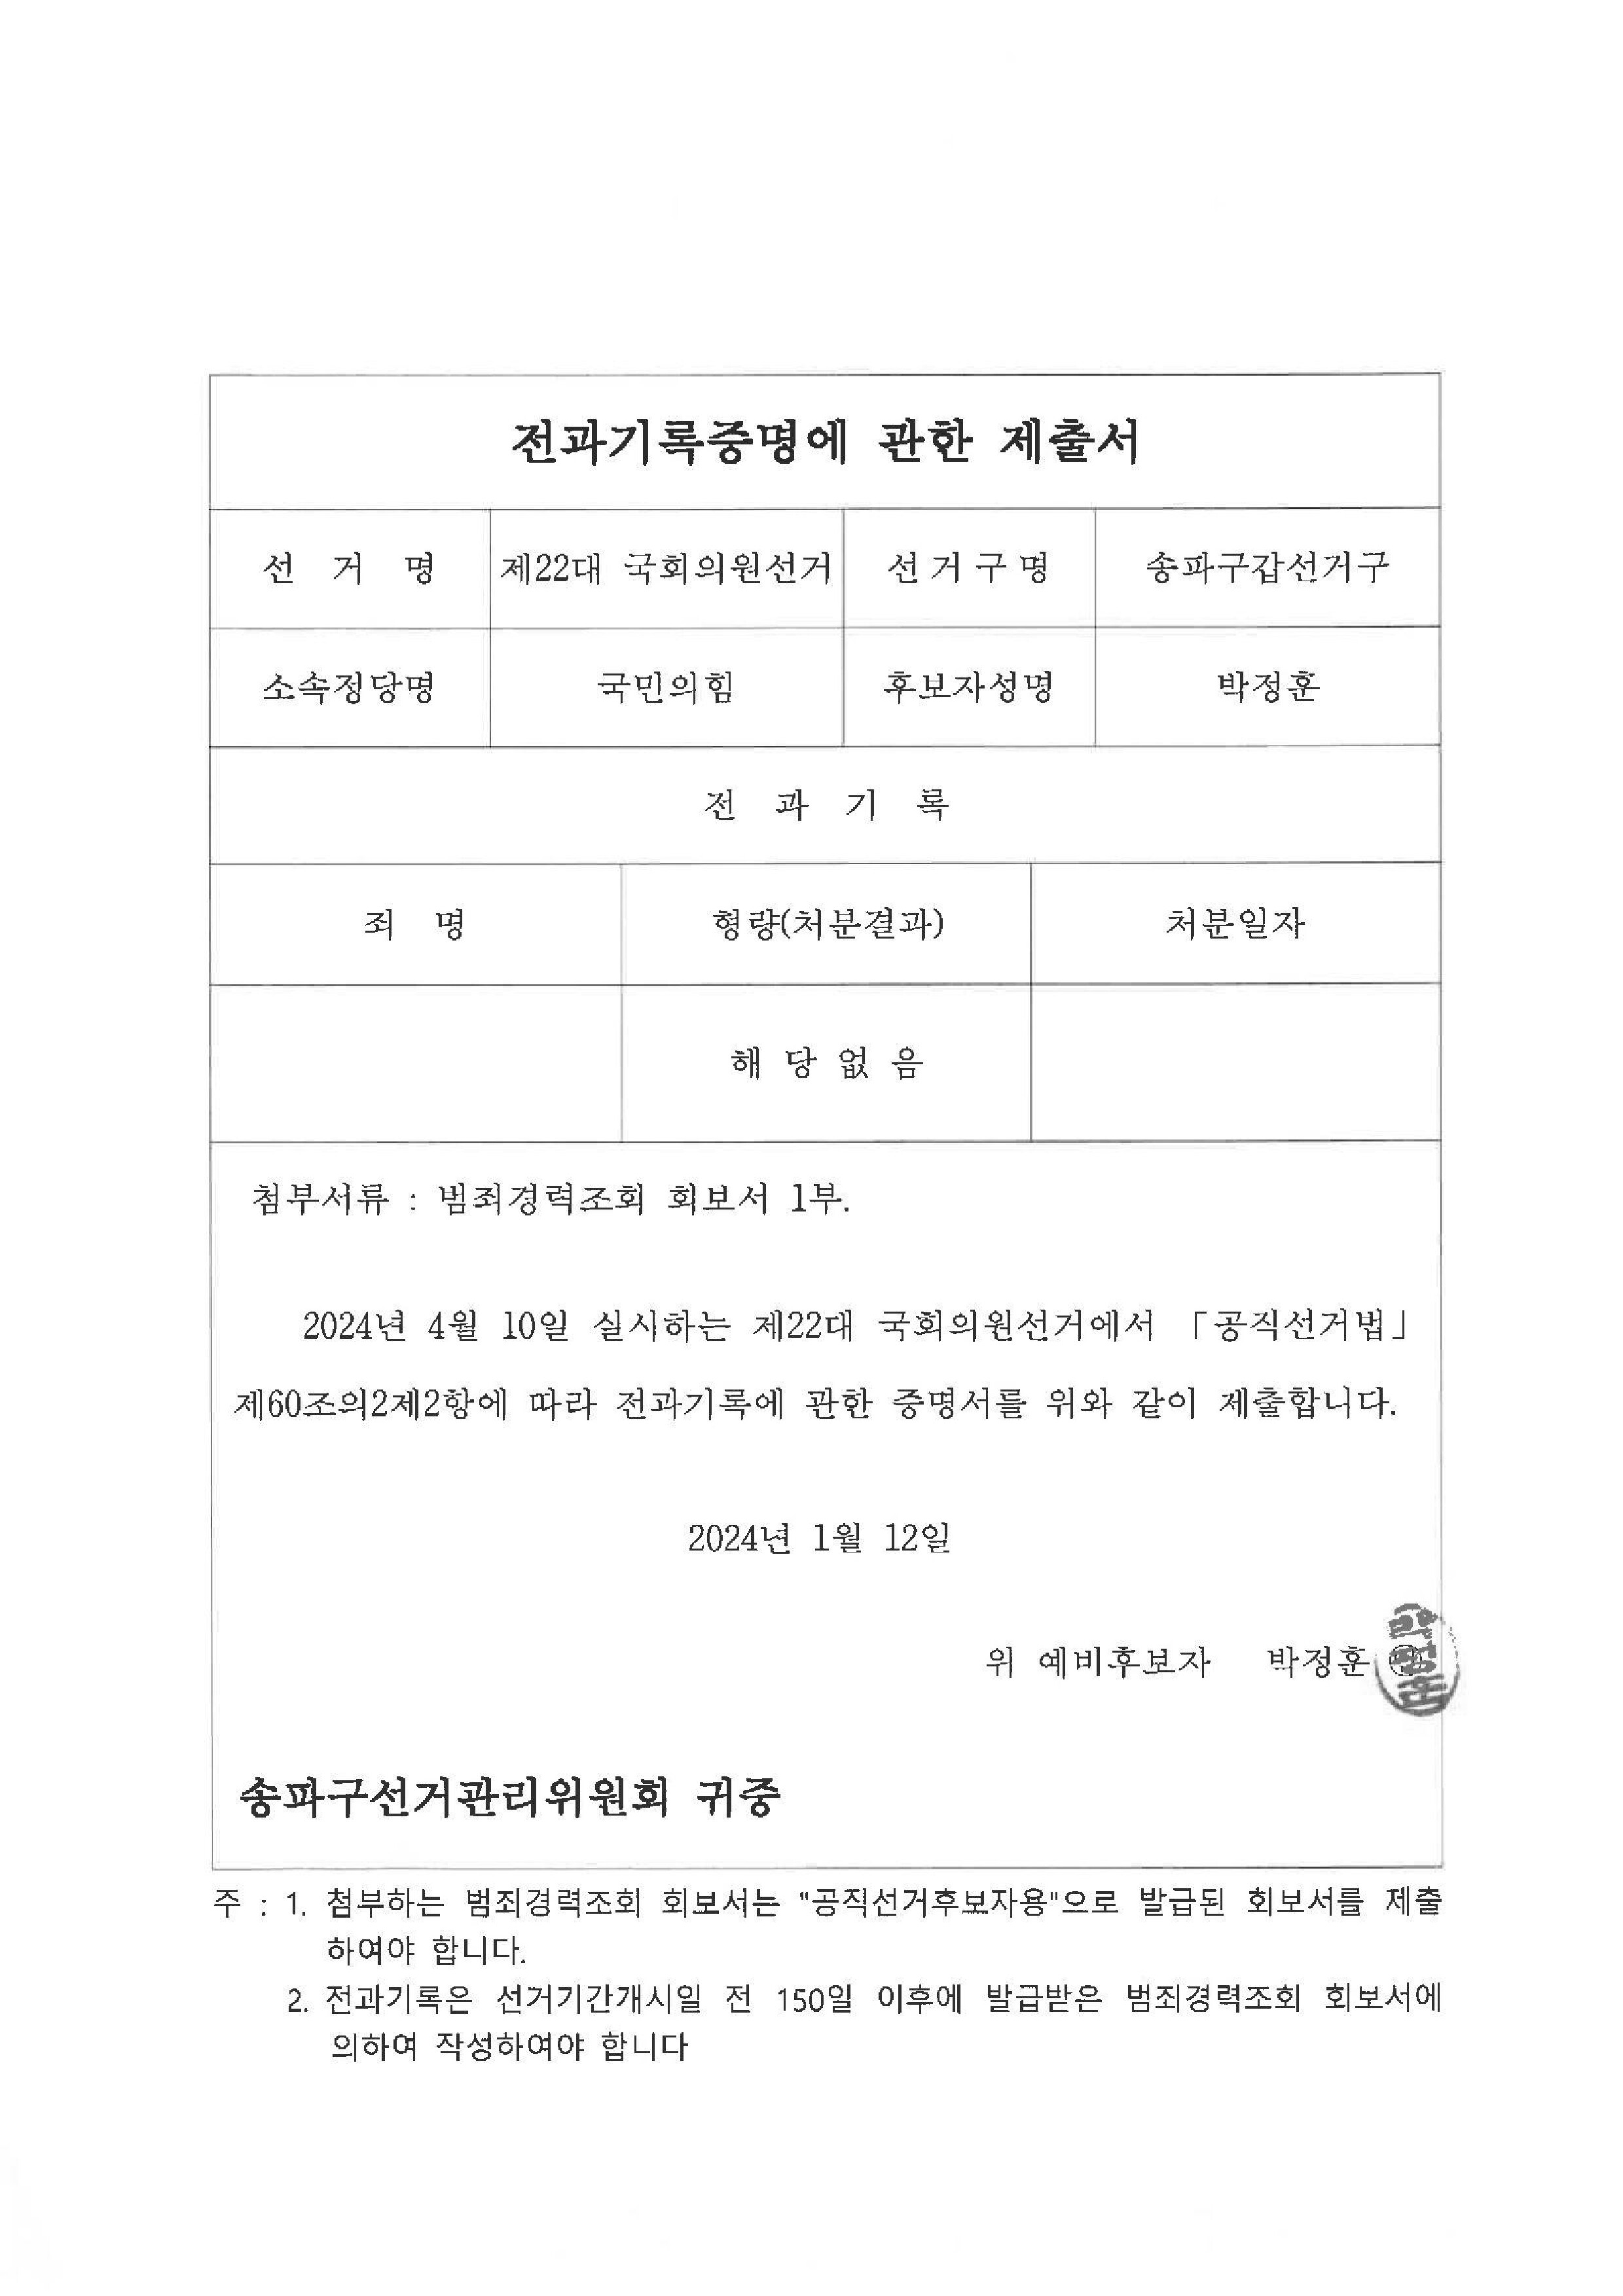 전과기록증명에 관한 제출서
선 거 명 제22대 국회의원선거 선거구명 송파구갑선거구
소속정당명 국민의힘 후보자성명 박정훈
전 과 기 록
죄 명 형량(처분결과) 처분일자
해 당 없 음
첨부서류 : 범죄경력조회 회보서 1부.
2024년 4월 10일 실시하는 제22대 국회의원선거에서 「공직선거법」
제60조의2제2항에 따라 전과기록에 관한 증명서를 위와 같이 제출합니다.
2024년 1월 12일
위 예비후보자 박정훈 ㊞
박정훈
송파구선거관리위원회 귀중
주 : 1. 첨부하는 범죄경력조회 회보서는 "공직선거후보자용"으로 발급된 회보서를 제출
하여야 합니다.
2. 전과기록은 선거기간개시일 전 150일 이후에 발급받은 범죄경력조회 회보서에
의하여 작성하여야 합니다